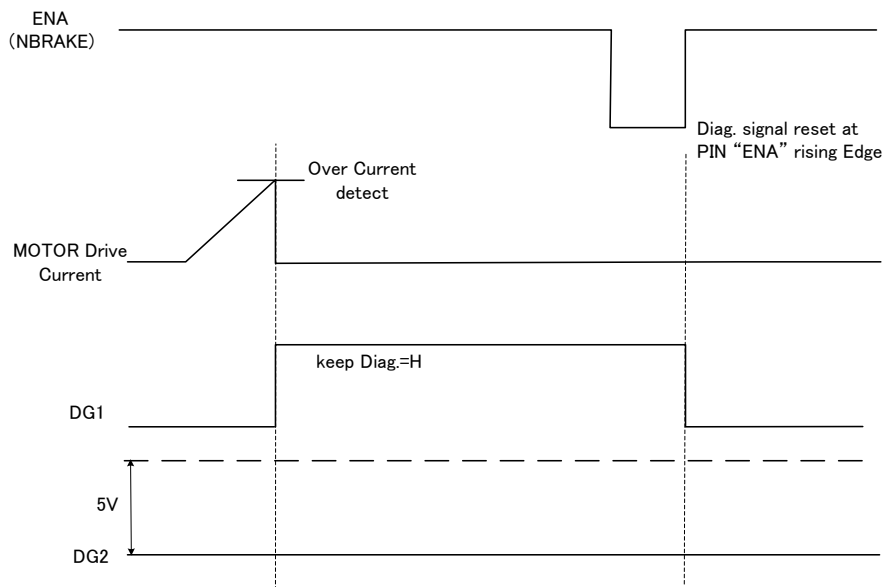 ENA
(NBRAKE)
Diag. signal reset at
PIN “ENA” rising Edge
Over Current
detect
MOTOR Drive
Current
keep Diag.=H
DG1
5V
DG2